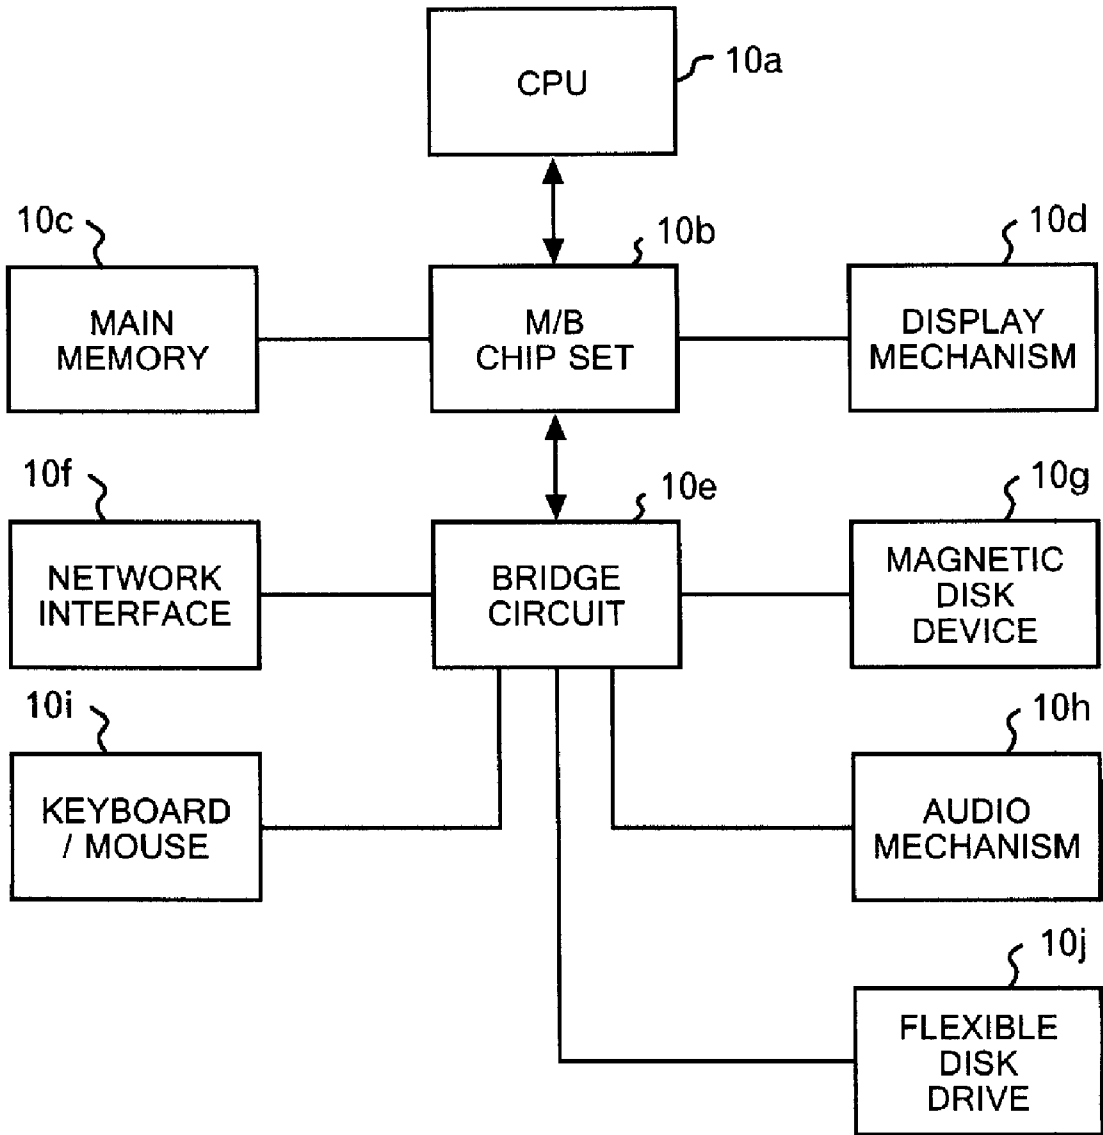 CPU
10a
10c
10b
10d
MAIN
MEMORY
M/B
CHIP SET
DISPLAY
MECHANISM
10f
10e
10g
NETWORK
INTERFACE
BRIDGE
CIRCUIT
MAGNETIC
DISK
DEVICE
10i
10h
KEYBOARD
/ MOUSE
AUDIO
MECHANISM
10j
FLEXIBLE
DISK
DRIVE